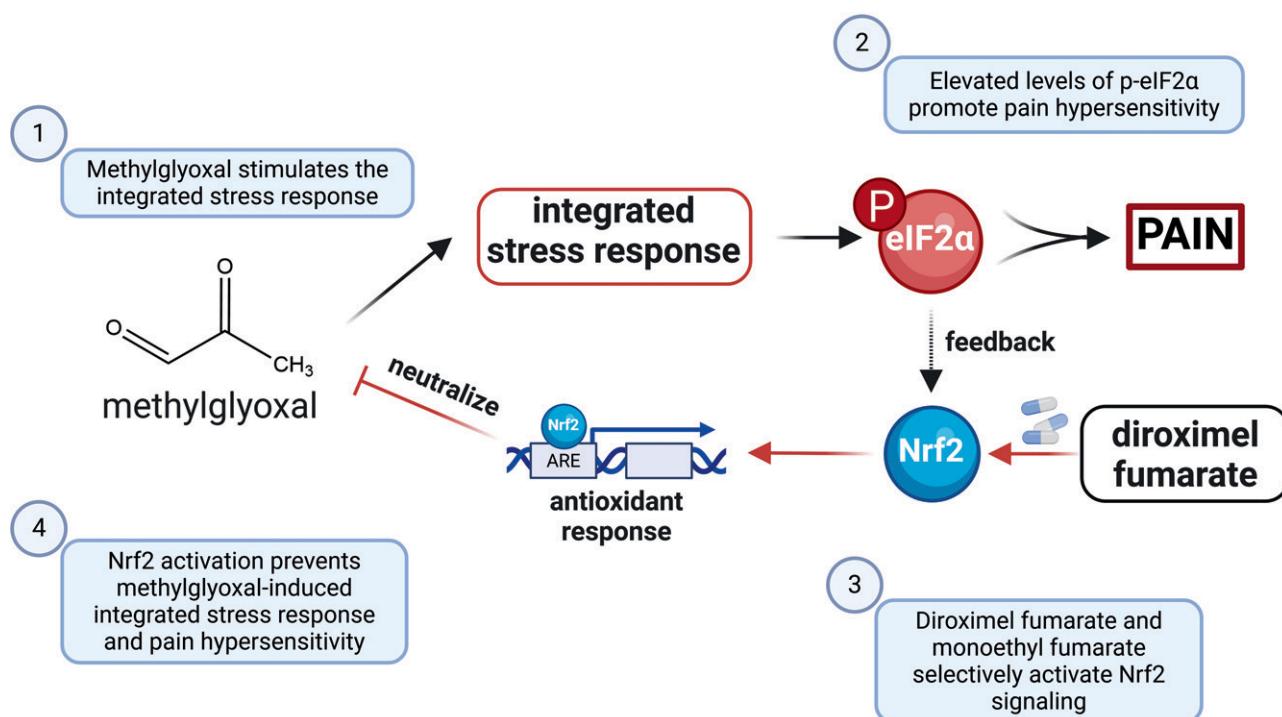 1
Methylglyoxal stimulates the
integrated stress response
2
Elevated levels of p-eIF2α
promote pain hypersensitivity
integrated
stress response
P
eIF2α
PAIN
O
O
CH3
methylglyoxal
neutralize
feedback
Nrf2
ARE
antioxidant
response
Nrf2
diroximel
fumarate
4
Nrf2 activation prevents
methylglyoxal-induced
integrated stress response
and pain hypersensitivity
3
Diroximel fumarate and
monoethyl fumarate
selectively activate Nrf2
signaling